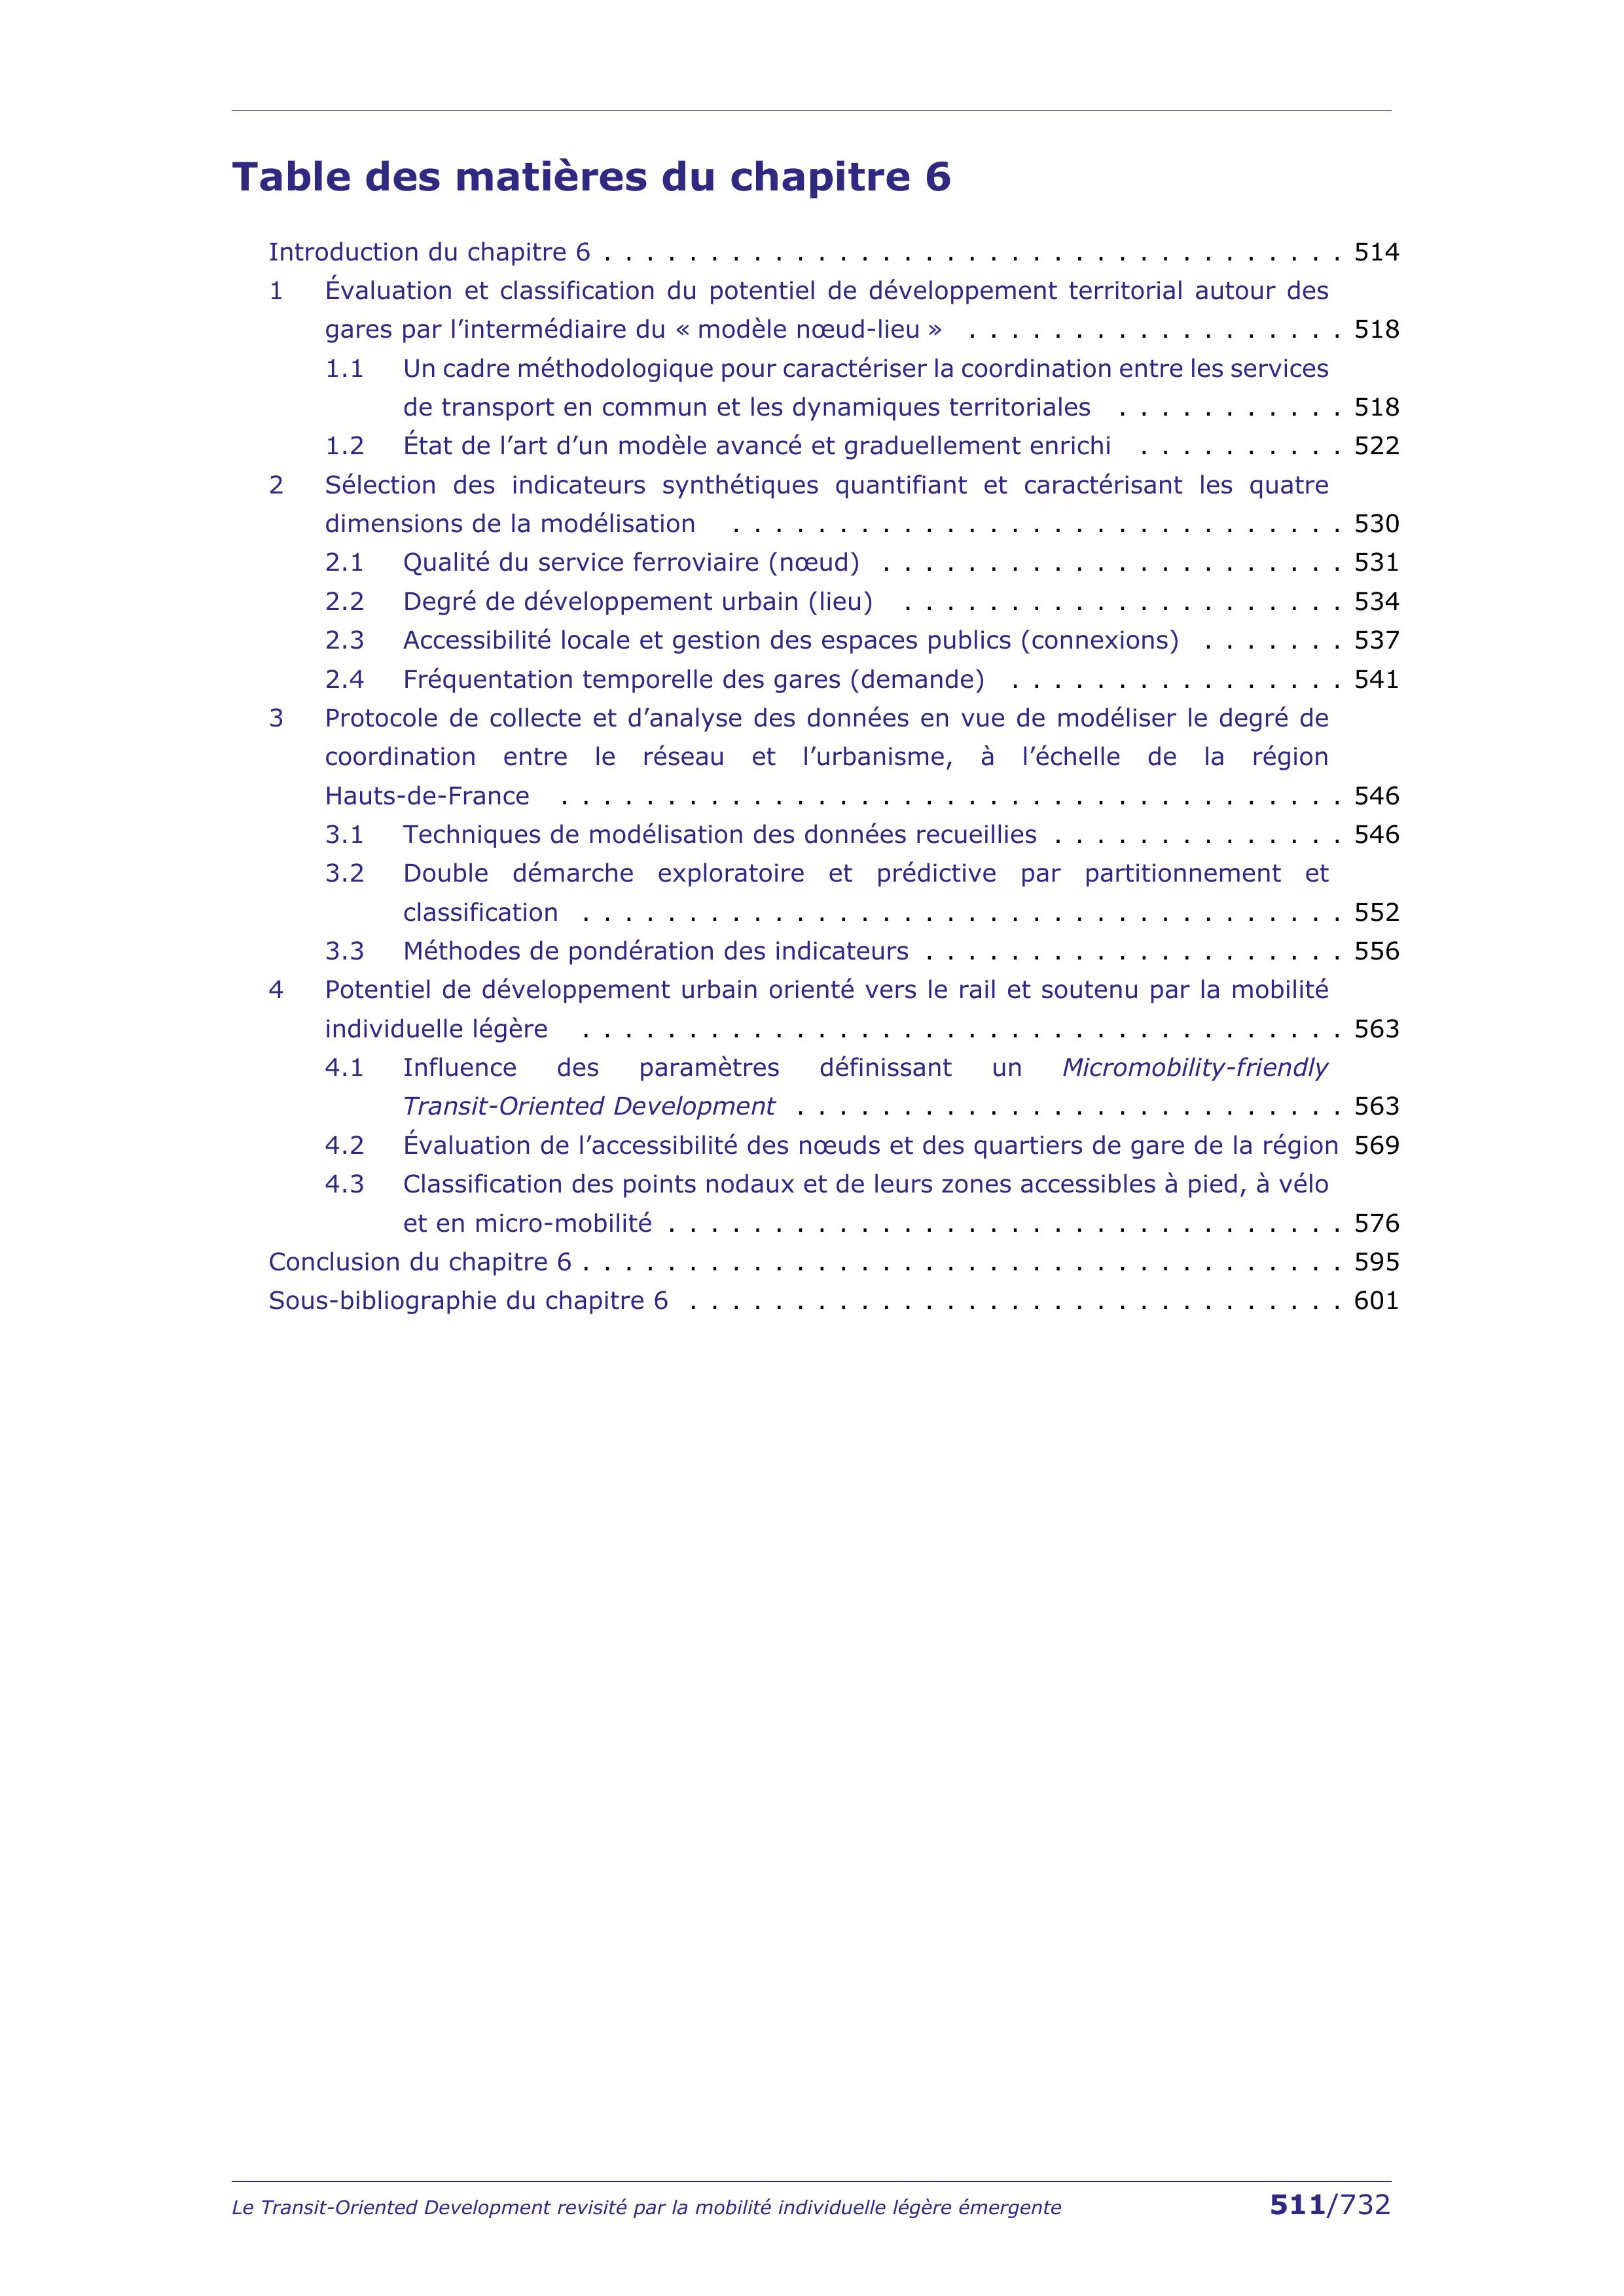 Table des matières du chapitre 6
Introduction du chapitre 6 . . . . . . . . . . . . . . . . . . . . . . . . . . . . . . . . . . . 514
1 Évaluation et classification du potentiel de développement territorial autour des
gares par l’intermédiaire du « modèle nœud-lieu » . . . . . . . . . . . . . . . . . . 518
1.1 Un cadre méthodologique pour caractériser la coordination entre les services
de transport en commun et les dynamiques territoriales . . . . . . . . . . . 518
1.2 État de l’art d’un modèle avancé et graduellement enrichi . . . . . . . . . . 522
2 Sélection des indicateurs synthétiques quantifiant et caractérisant les quatre
dimensions de la modélisation . . . . . . . . . . . . . . . . . . . . . . . . . . . . . 530
2.1 Qualité du service ferroviaire (nœud) . . . . . . . . . . . . . . . . . . . . . . 531
2.2 Degré de développement urbain (lieu) . . . . . . . . . . . . . . . . . . . . . 534
2.3 Accessibilité locale et gestion des espaces publics (connexions) . . . . . . . 537
2.4 Fréquentation temporelle des gares (demande) . . . . . . . . . . . . . . . . 541
3 Protocole de collecte et d’analyse des données en vue de modéliser le degré de
coordination entre le réseau et l’urbanisme, à l’échelle de la région
Hauts-de-France . . . . . . . . . . . . . . . . . . . . . . . . . . . . . . . . . . . . . 546
3.1 Techniques de modélisation des données recueillies . . . . . . . . . . . . . . 546
3.2 Double démarche exploratoire et prédictive par partitionnement et
classification . . . . . . . . . . . . . . . . . . . . . . . . . . . . . . . . . . . . 552
3.3 Méthodes de pondération des indicateurs . . . . . . . . . . . . . . . . . . . . 556
4 Potentiel de développement urbain orienté vers le rail et soutenu par la mobilité
individuelle légère . . . . . . . . . . . . . . . . . . . . . . . . . . . . . . . . . . . . 563
4.1 Influence des paramètres définissant un Micromobility-friendly
Transit-Oriented Development . . . . . . . . . . . . . . . . . . . . . . . . . . 563
4.2 Évaluation de l’accessibilité des nœuds et des quartiers de gare de la région 569
4.3 Classification des points nodaux et de leurs zones accessibles à pied, à vélo
et en micro-mobilité . . . . . . . . . . . . . . . . . . . . . . . . . . . . . . . . 576
Conclusion du chapitre 6 . . . . . . . . . . . . . . . . . . . . . . . . . . . . . . . . . . . . 595
Sous-bibliographie du chapitre 6 . . . . . . . . . . . . . . . . . . . . . . . . . . . . . . . 601
Le Transit-Oriented Development revisité par la mobilité individuelle légère émergente 511/732